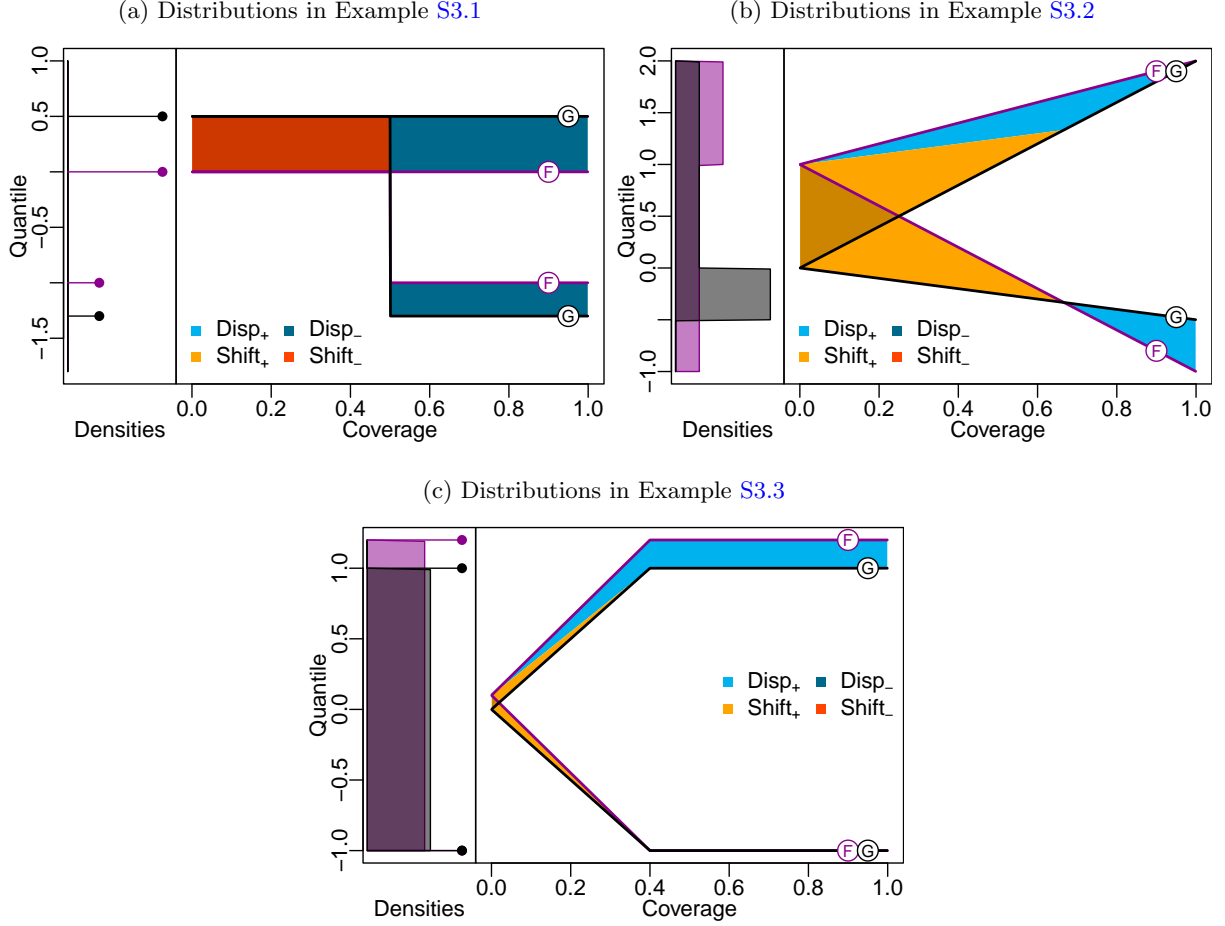 (a) Distributions in Example S3.1
Quantile
1.0
0.5
−0.5
−1.5
G
F
F
G
Disp₊ Disp₋
Shift₊ Shift₋
0.0 0.2 0.4 0.6 0.8 1.0
Densities Coverage
(b) Distributions in Example S3.2
Quantile
2.0
1.5
1.0
0.5
0.0
−1.0
F G
G
F
Disp₊ Disp₋
Shift₊ Shift₋
0.0 0.2 0.4 0.6 0.8 1.0
Densities Coverage
(c) Distributions in Example S3.3
Quantile
1.0
0.5
0.0
−0.5
−1.0
F
G
Disp₊ Disp₋
Shift₊ Shift₋
F G
0.0 0.2 0.4 0.6 0.8 1.0
Densities Coverage